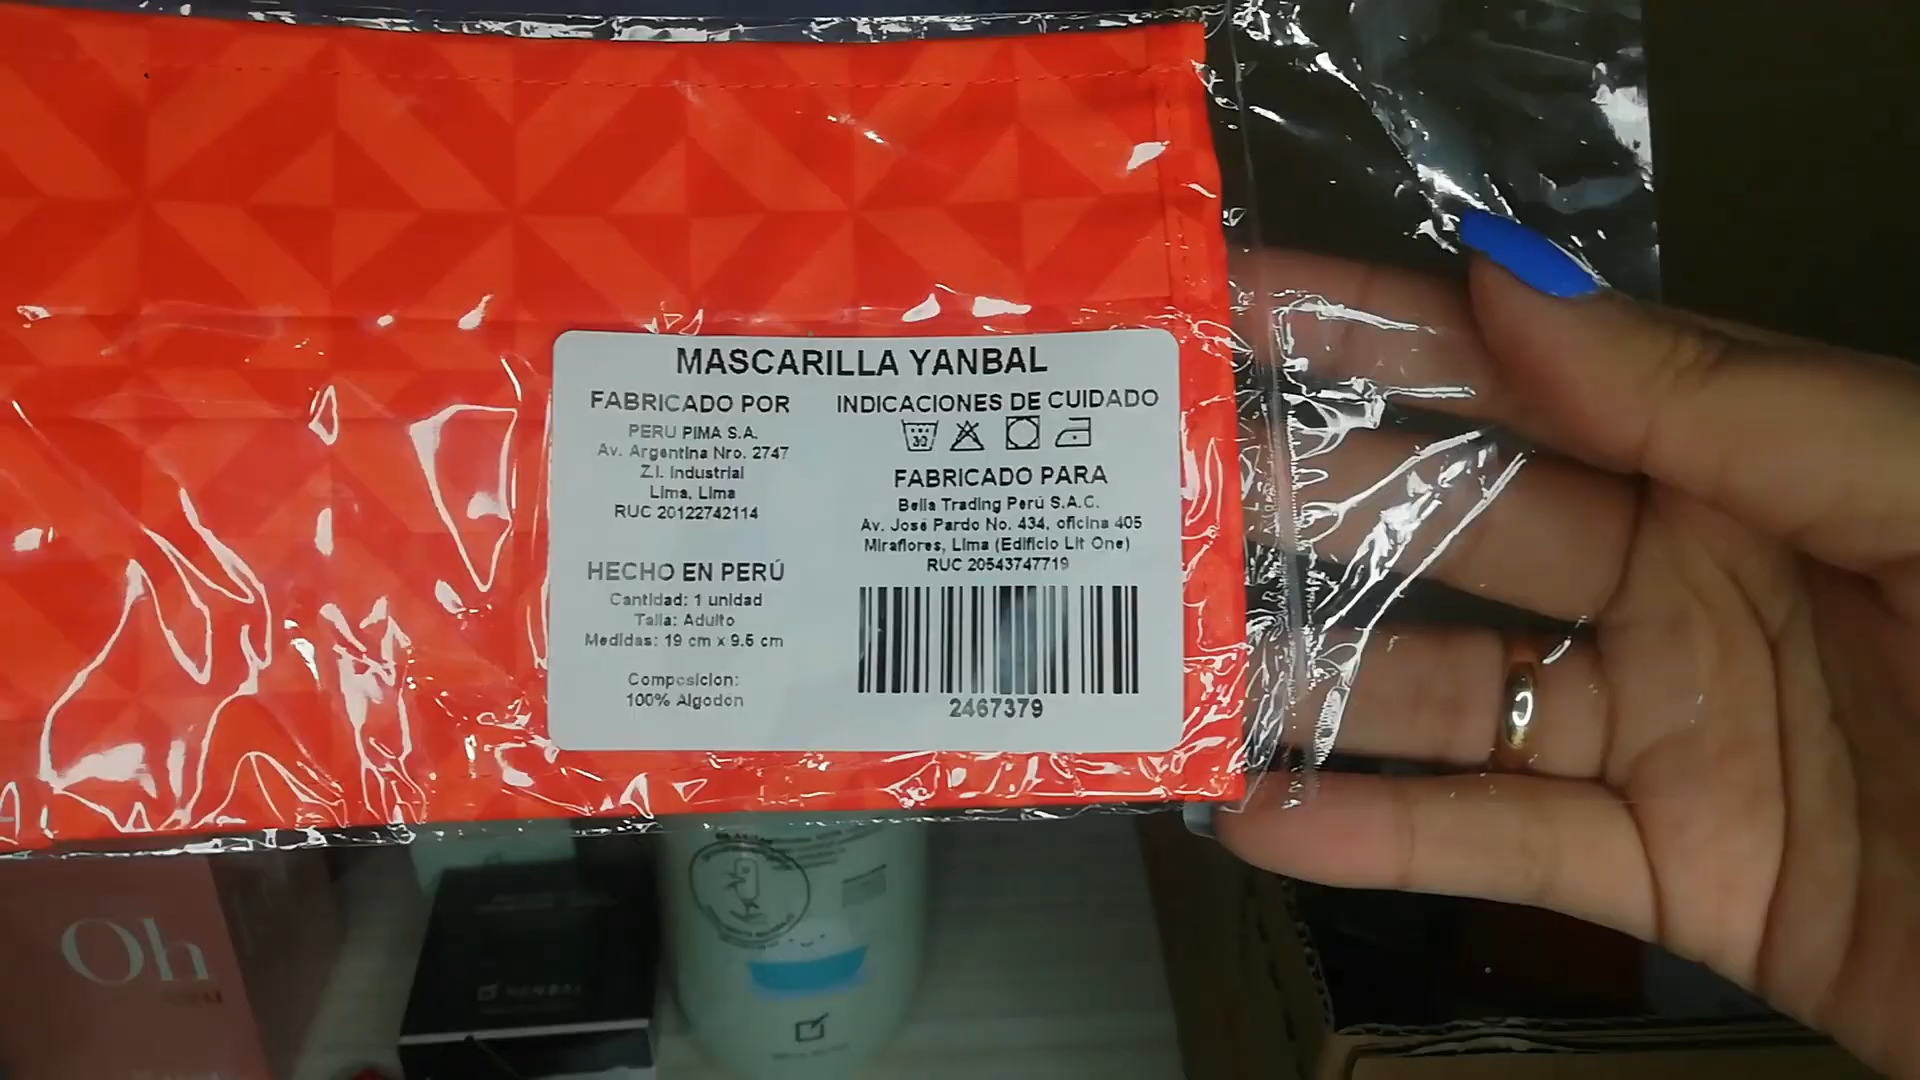 MASCARILLA YANBAL
FABRICADO POR
PERU PIMA S.A.
Av. Argentina Nro. 2747
Z.I. Industrial
Lima, Lima
RUC 20122742114
HECHO EN PERÚ
Cantidad: 1 unidad
Talla: Adulto
Medidas: 19 cm x 9.5 cm
Composicion:
100% Algodón
INDICACIONES DE CUIDADO
30
FABRICADO PARA
Bella Trading Perú S.A.C.
Av. José Pardo No. 434, oficina 405
Miraflores, Lima (Edificio Lit One)
RUC 20543747719
2467379
Oh